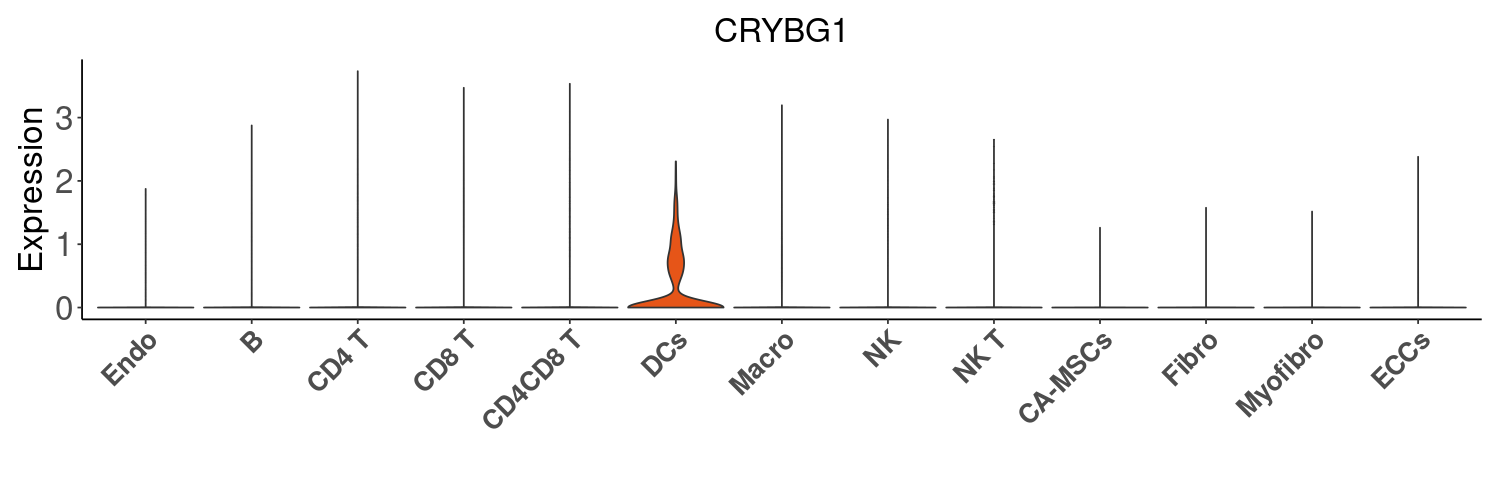 CRYBG1
Expression
3
2
1
0
Endo
B
CD4 T
CD8 T
CD4CD8 T
DCs
Macro
NK
NK T
CA-MSCs
Fibro
Myofibro
ECCs